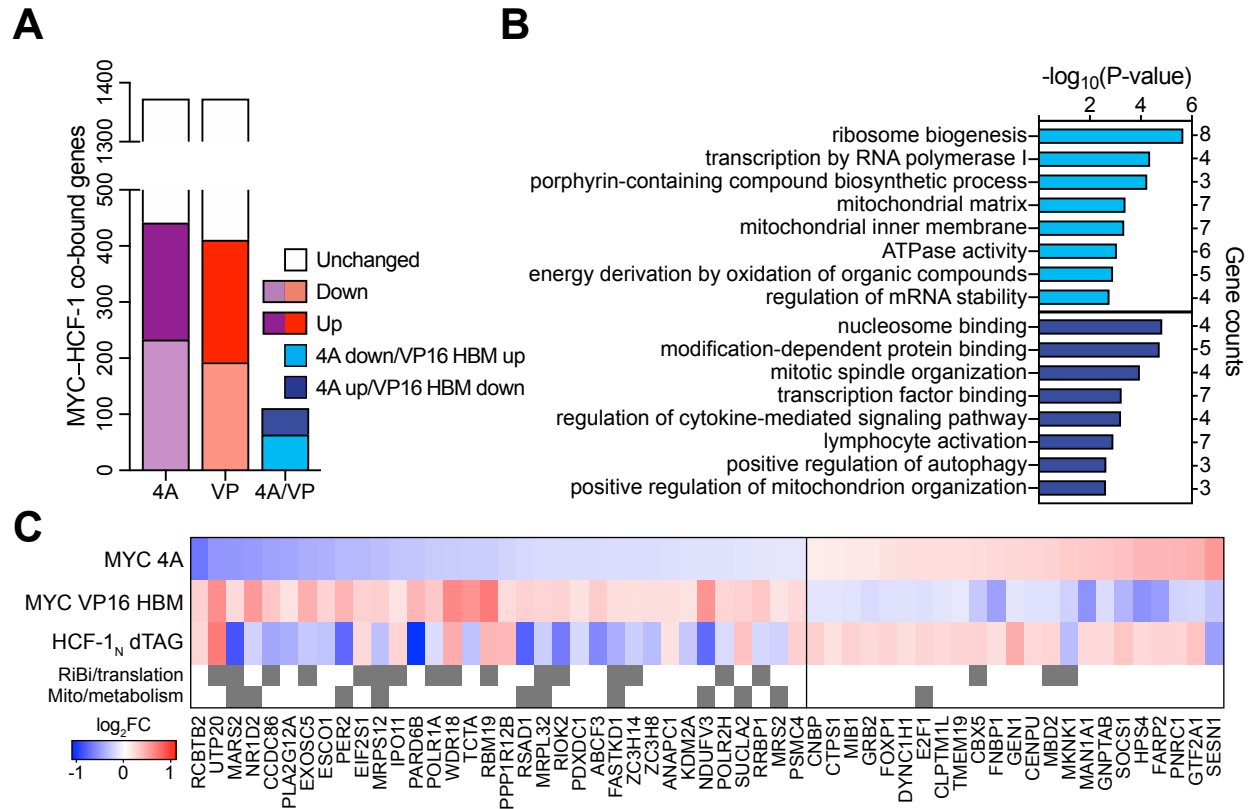 A
MYC–HCF-1 co-bound genes
1400
1300
500
400
300
200
100
0
4A
VP
4A/VP
Unchanged
Down
Up
4A down/VP16 HBM up
4A up/VP16 HBM down
B
-log10(P-value)
2 4 6
ribosome biogenesis 8
transcription by RNA polymerase I 4
porphyrin-containing compound biosynthetic process 3
mitochondrial matrix 7
mitochondrial inner membrane 7
ATPase activity 6
energy derivation by oxidation of organic compounds 5
regulation of mRNA stability 4
nucleosome binding 4
modification-dependent protein binding 5
mitotic spindle organization 4
transcription factor binding 7
regulation of cytokine-mediated signaling pathway 4
lymphocyte activation 7
positive regulation of autophagy 3
positive regulation of mitochondrion organization 3
Gene counts
C
MYC 4A
MYC VP16 HBM
HCF-1N dTAG
RiBi/translation
Mito/metabolism
log2FC
-1 0 1
RCBTB2
UTP20
MARS2
NR1D2
CCDC86
PLA2G12A
EXOSC5
ESCO1
PER2
EIF2S1
MRPS12
IPO11
PARD6B
POLR1A
WDR18
TCTA
RBM19
PPP1R12B
RSAD1
MRPL32
RIOK2
PDXDC1
ABCF3
FASTKD1
ZC3H14
ZC3H8
ANAPC1
KDM2A
NDUFV3
POLR2H
SUCLA2
RRBP1
MRS2
PSMC4
CNBP
CTPS1
MIB1
GRB2
FOXP1
DYNC1H1
E2F1
CLPTM1L
TMEM19
CBX5
FNBP1
GEN1
CENPU
MBD2
MKNK1
MAN1A1
GNPTAB
SOCS1
HPS4
FARP2
PNRC1
GTF2A1
SESN1